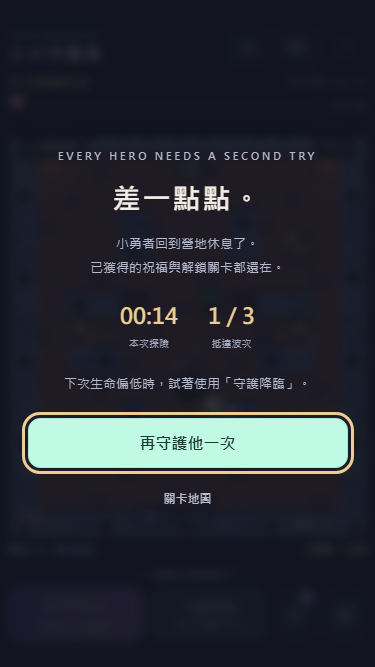 EVERY HERO NEEDS A SECOND TRY
差一點點。
小勇者回到營地休息了。
已獲得的祝福與解鎖關卡都還在。
00:14
本次探險
1 / 3
抵達波次
下次生命偏低時，試著使用「守護降臨」。
再守護他一次
關卡地圖